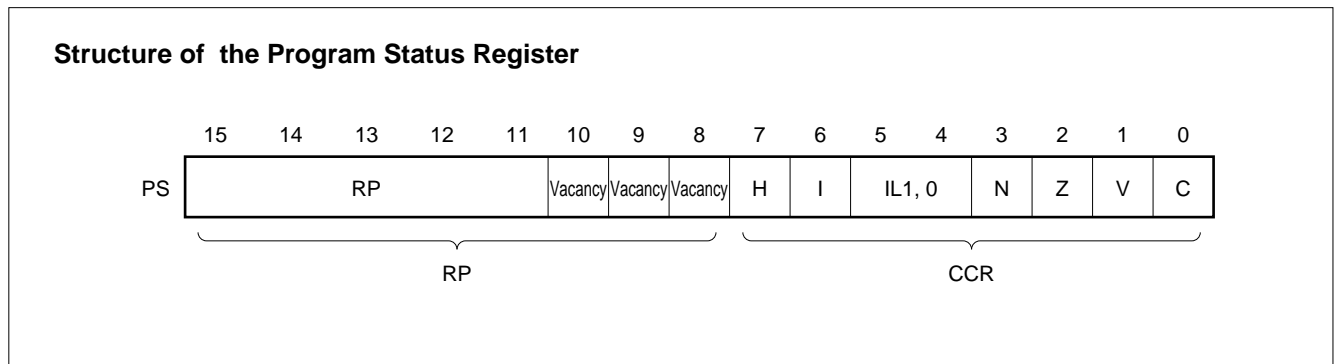 Structure of the Program Status Register
15 14 13 12 11 10 9 8 7 6 5 4 3 2 1 0
PS RP Vacancy Vacancy Vacancy H I IL1, 0 N Z V C
RP CCR